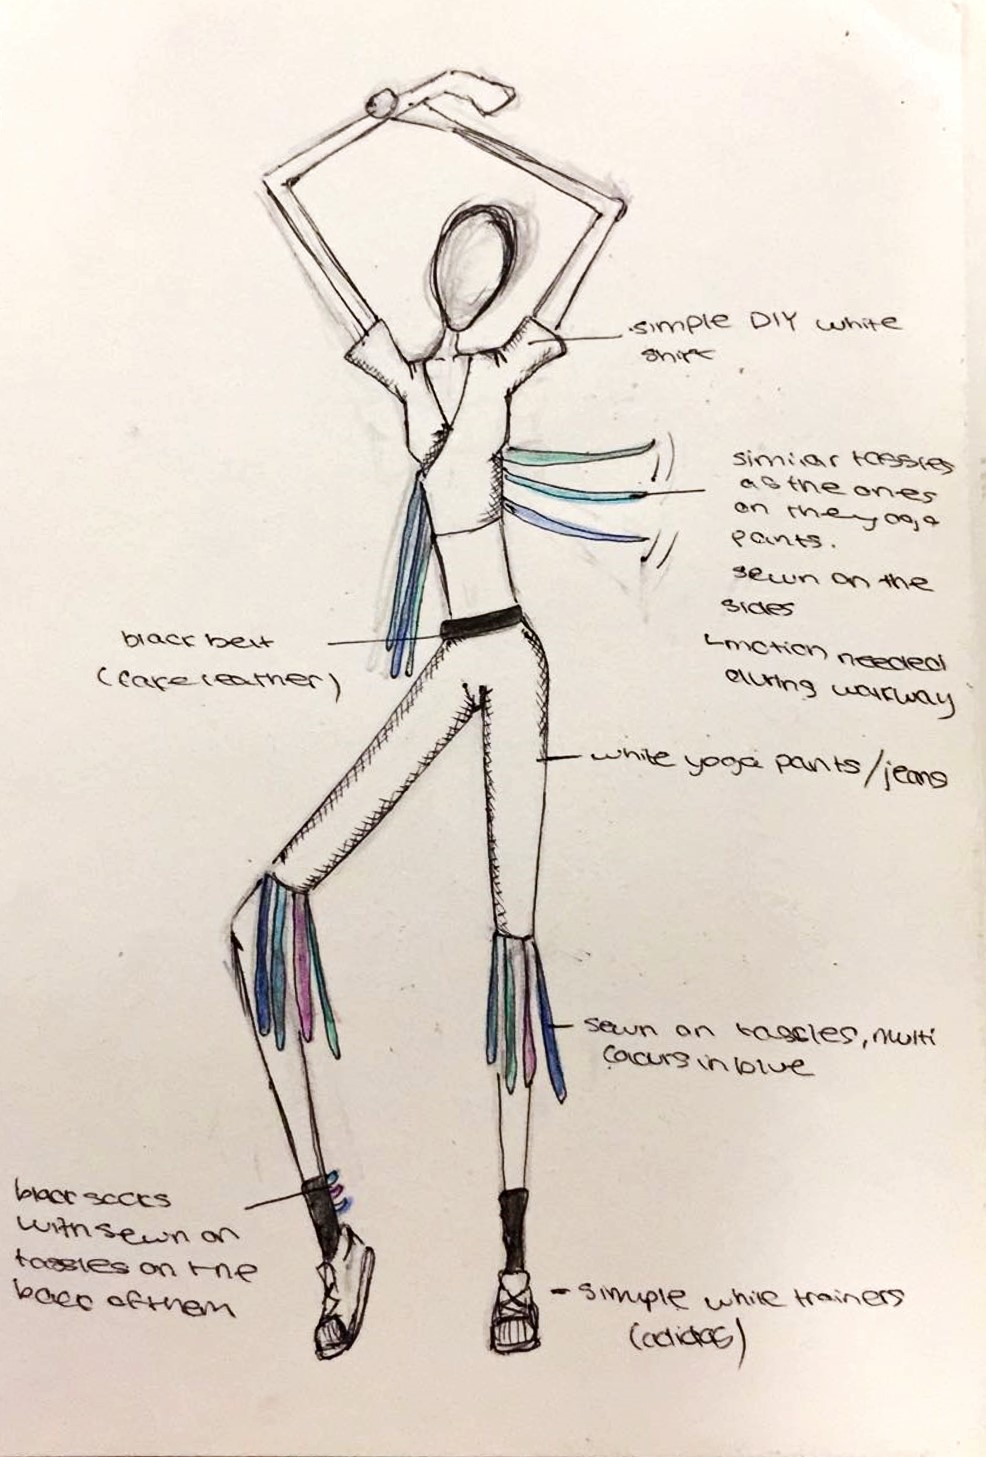 simple DIY white
shirt
similar tassles
as the ones
on the yoga
pants.
sewn on the
sides
↳motion needed
during walkway
black belt
(fake leather)
white yoga pants/jeans
sewn on tassles, multi
colours in blue
black socks
with sewn on
tassles on the
back of them
- simple white trainers
(adidas)